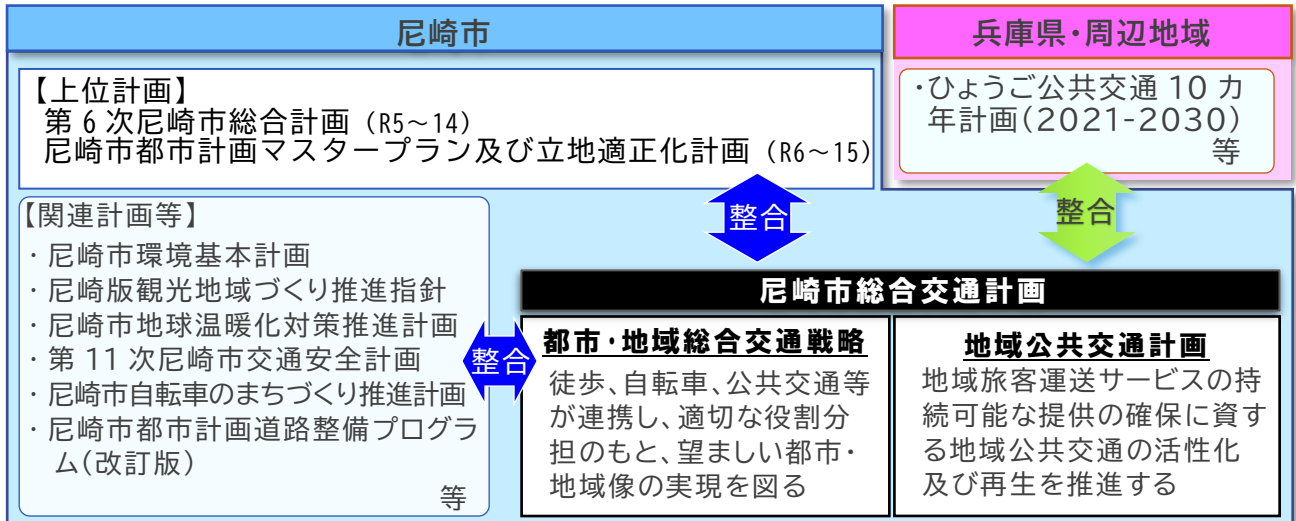 尼崎市
【上位計画】
第6次尼崎市総合計画（R5～14）
尼崎市都市計画マスタープラン及び立地適正化計画（R6～15）
兵庫県・周辺地域
・ひょうご公共交通 10 カ
年計画(2021-2030)
等
整合
整合
【関連計画等】
・尼崎市環境基本計画
・尼崎版観光地域づくり推進指針
・尼崎市地球温暖化対策推進計画
・第 11 次尼崎市交通安全計画
・尼崎市自転車のまちづくり推進計画
・尼崎市都市計画道路整備プログラ
ム(改訂版)
等
整合
尼崎市総合交通計画
都市・地域総合交通戦略
徒歩、自転車、公共交通等
が連携し、適切な役割分
担のもと、望ましい都市・
地域像の実現を図る
地域公共交通計画
地域旅客運送サービスの持
続可能な提供の確保に資す
る地域公共交通の活性化
及び再生を推進する